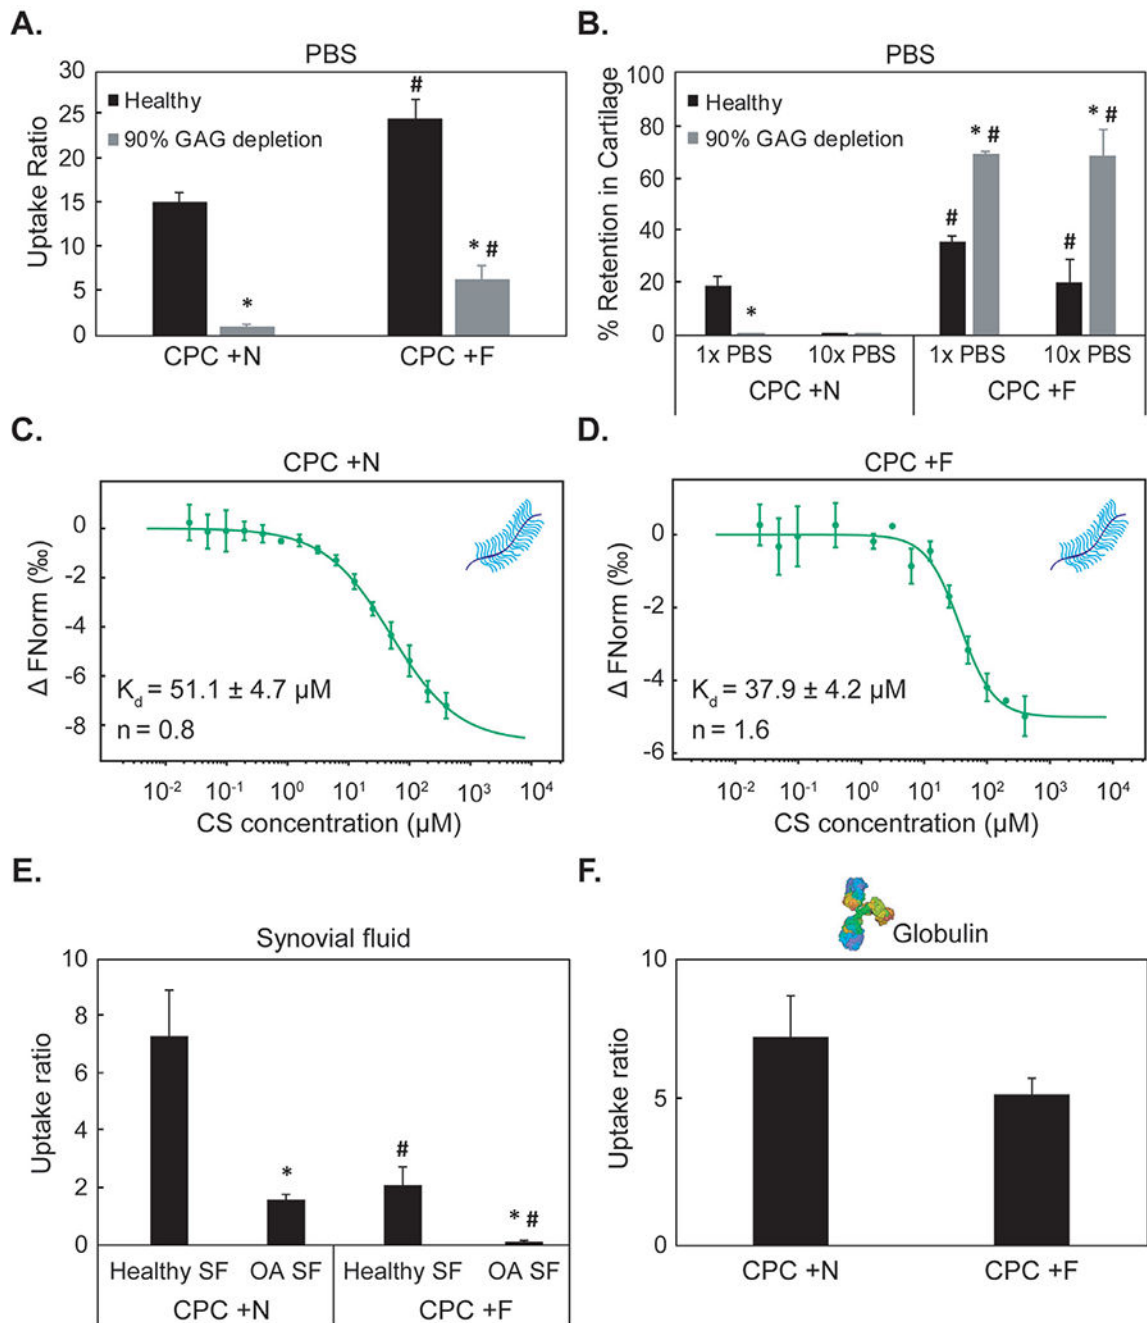 A.
PBS
Uptake Ratio
30
25
20
15
10
5
0
Healthy
90% GAG depletion
*
#
* #
CPC +N
CPC +F
B.
PBS
% Retention in Cartilage
100
80
60
40
20
0
Healthy
90% GAG depletion
*
#
* #
#
* #
1x PBS
10x PBS
1x PBS
10x PBS
CPC +N
CPC +F
C.
CPC +N
Δ FNorm (‰)
0
-2
-4
-6
-8
Kd = 51.1 ± 4.7 µM
n = 0.8
10-2
10-1
100
101
102
103
104
CS concentration (µM)
D.
CPC +F
Δ FNorm (‰)
0
-2
-4
-6
Kd = 37.9 ± 4.2 µM
n = 1.6
10-2
10-1
100
101
102
103
104
CS concentration (µM)
E.
Synovial fluid
Uptake ratio
10
8
6
4
2
0
*
#
* #
Healthy SF
OA SF
Healthy SF
OA SF
CPC +N
CPC +F
F.
Globulin
Uptake ratio
10
5
0
CPC +N
CPC +F